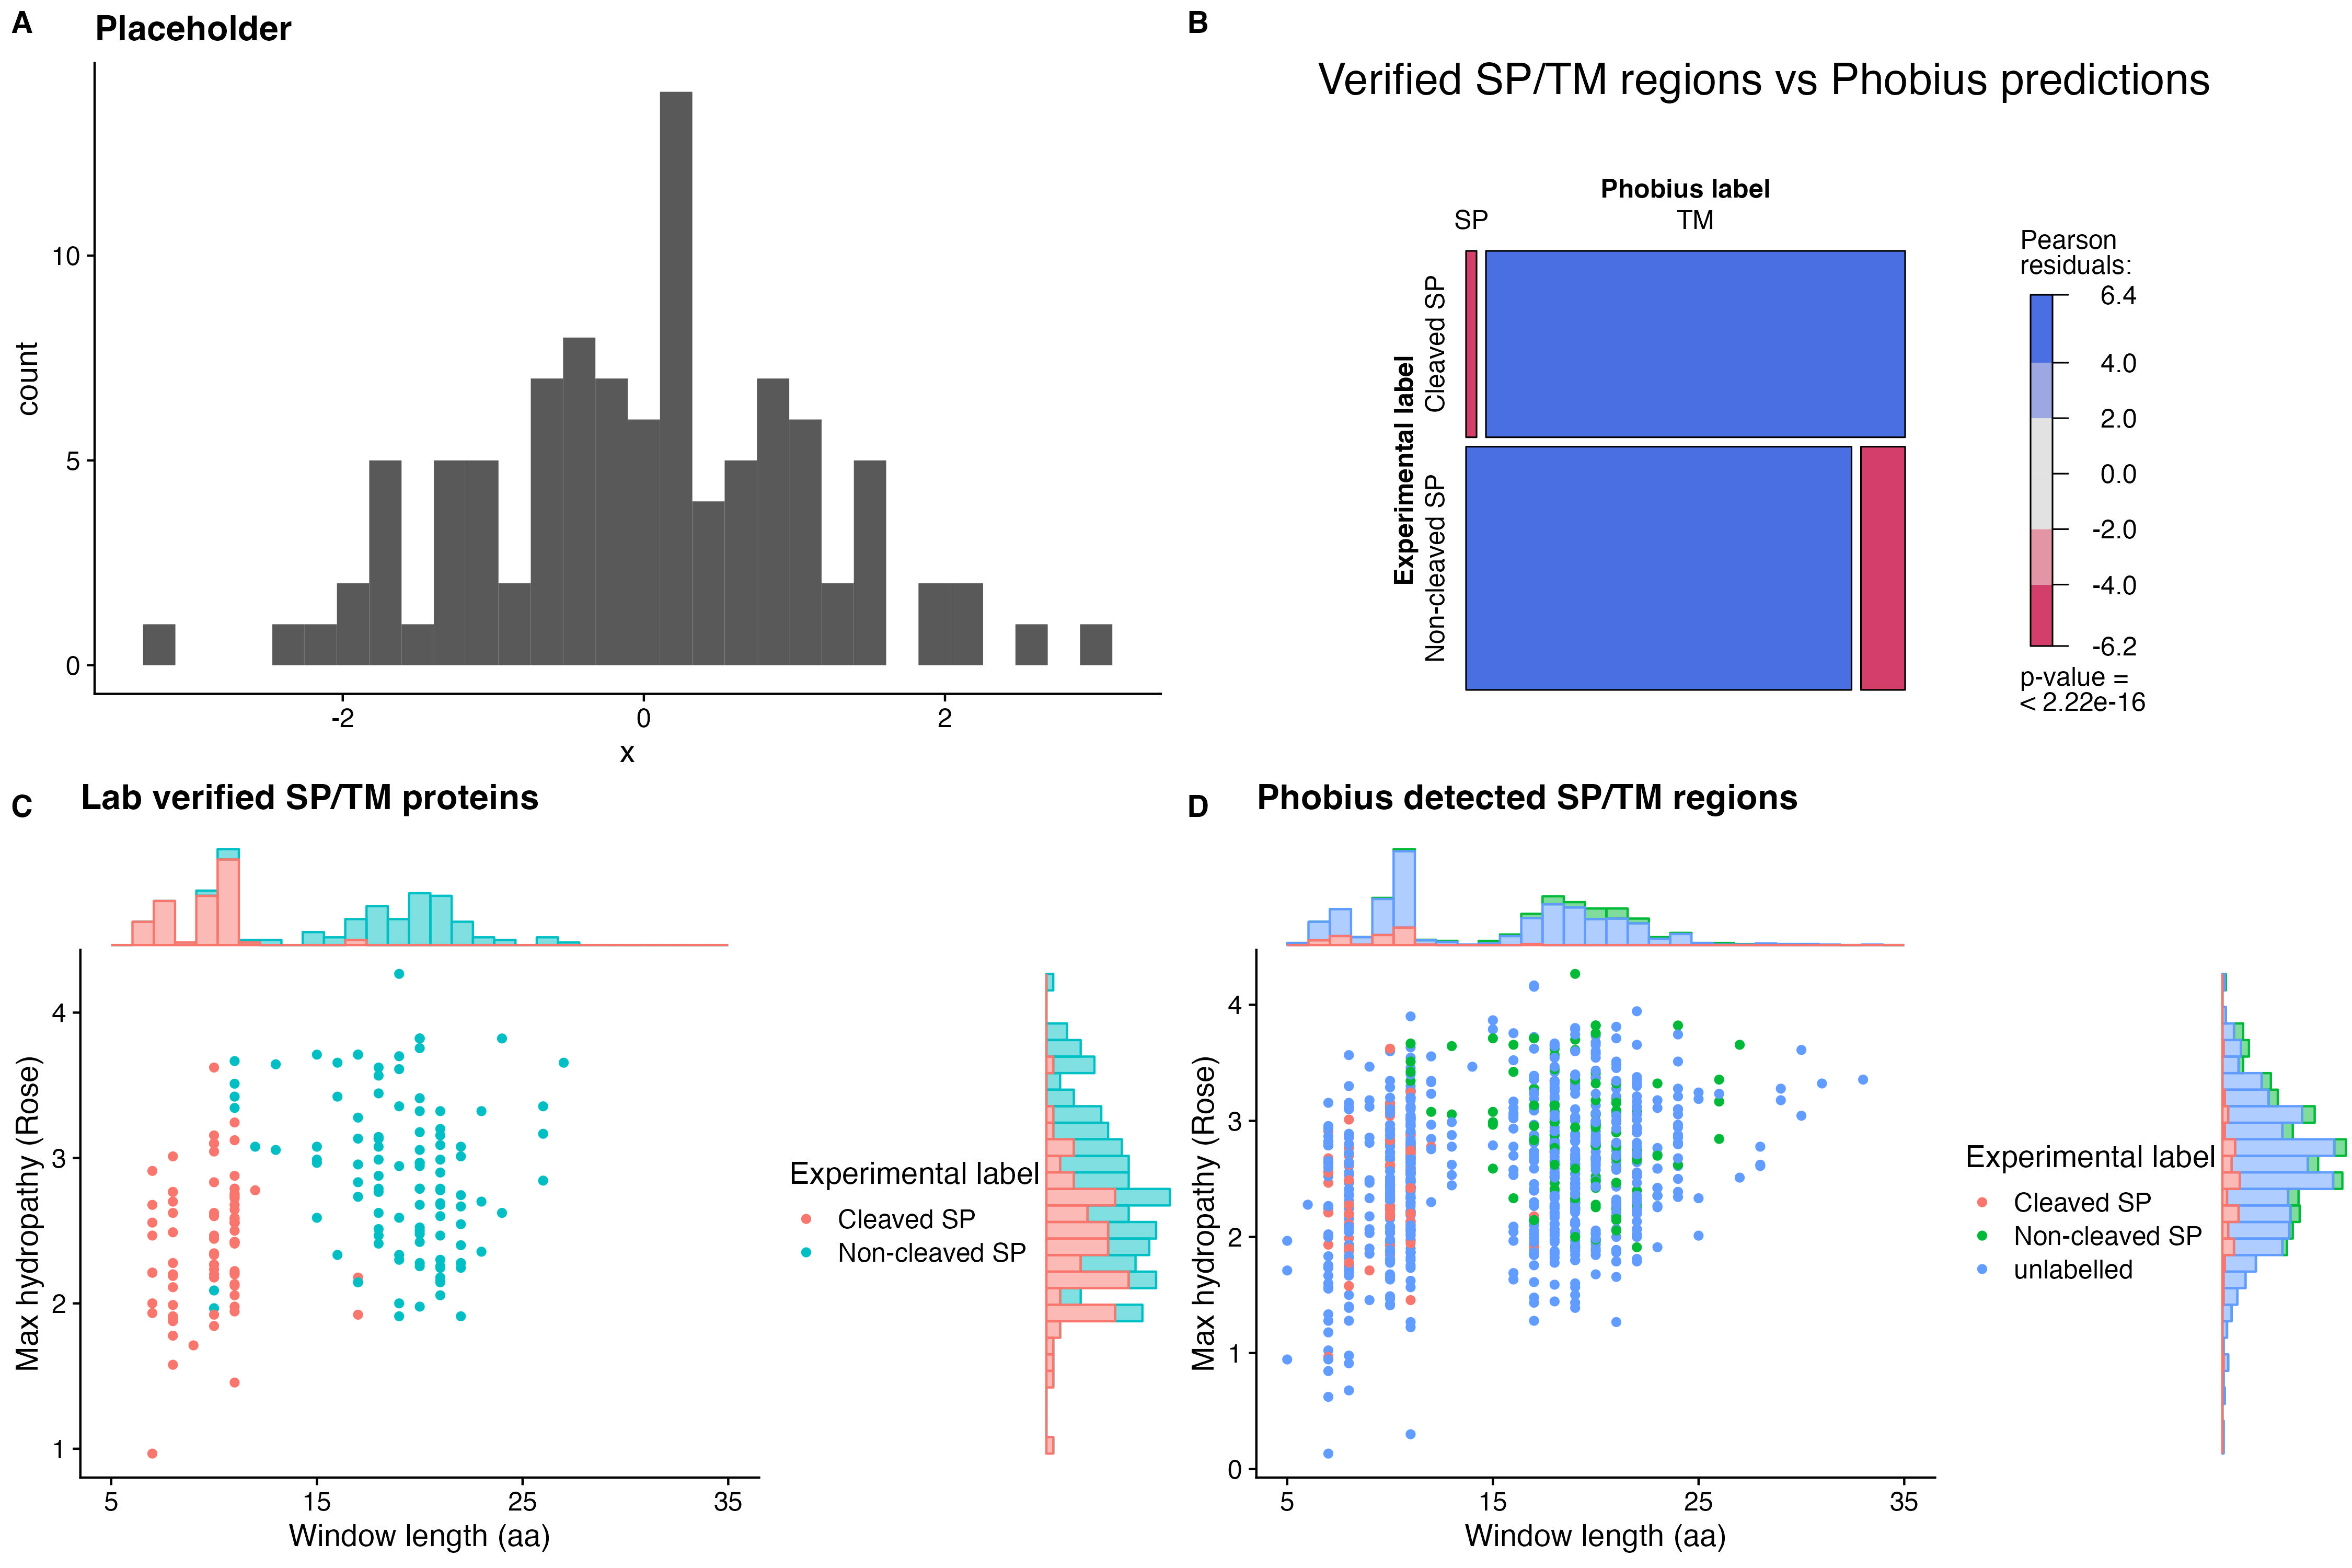 A
Placeholder
10
5
0
count
-2
0
2
x
B
Verified SP/TM regions vs Phobius predictions
Phobius label
SP
TM
Experimental label
Cleaved SP
Non-cleaved SP
Pearson
residuals:
6.4
4.0
2.0
0.0
-2.0
-4.0
-6.2
p-value =
< 2.22e-16
C
Lab verified SP/TM proteins
4
3
2
1
Max hydropathy (Rose)
5
15
25
35
Window length (aa)
Experimental label
Cleaved SP
Non-cleaved SP
D
Phobius detected SP/TM regions
4
3
2
1
0
Max hydropathy (Rose)
5
15
25
35
Window length (aa)
Experimental label
Cleaved SP
Non-cleaved SP
unlabelled